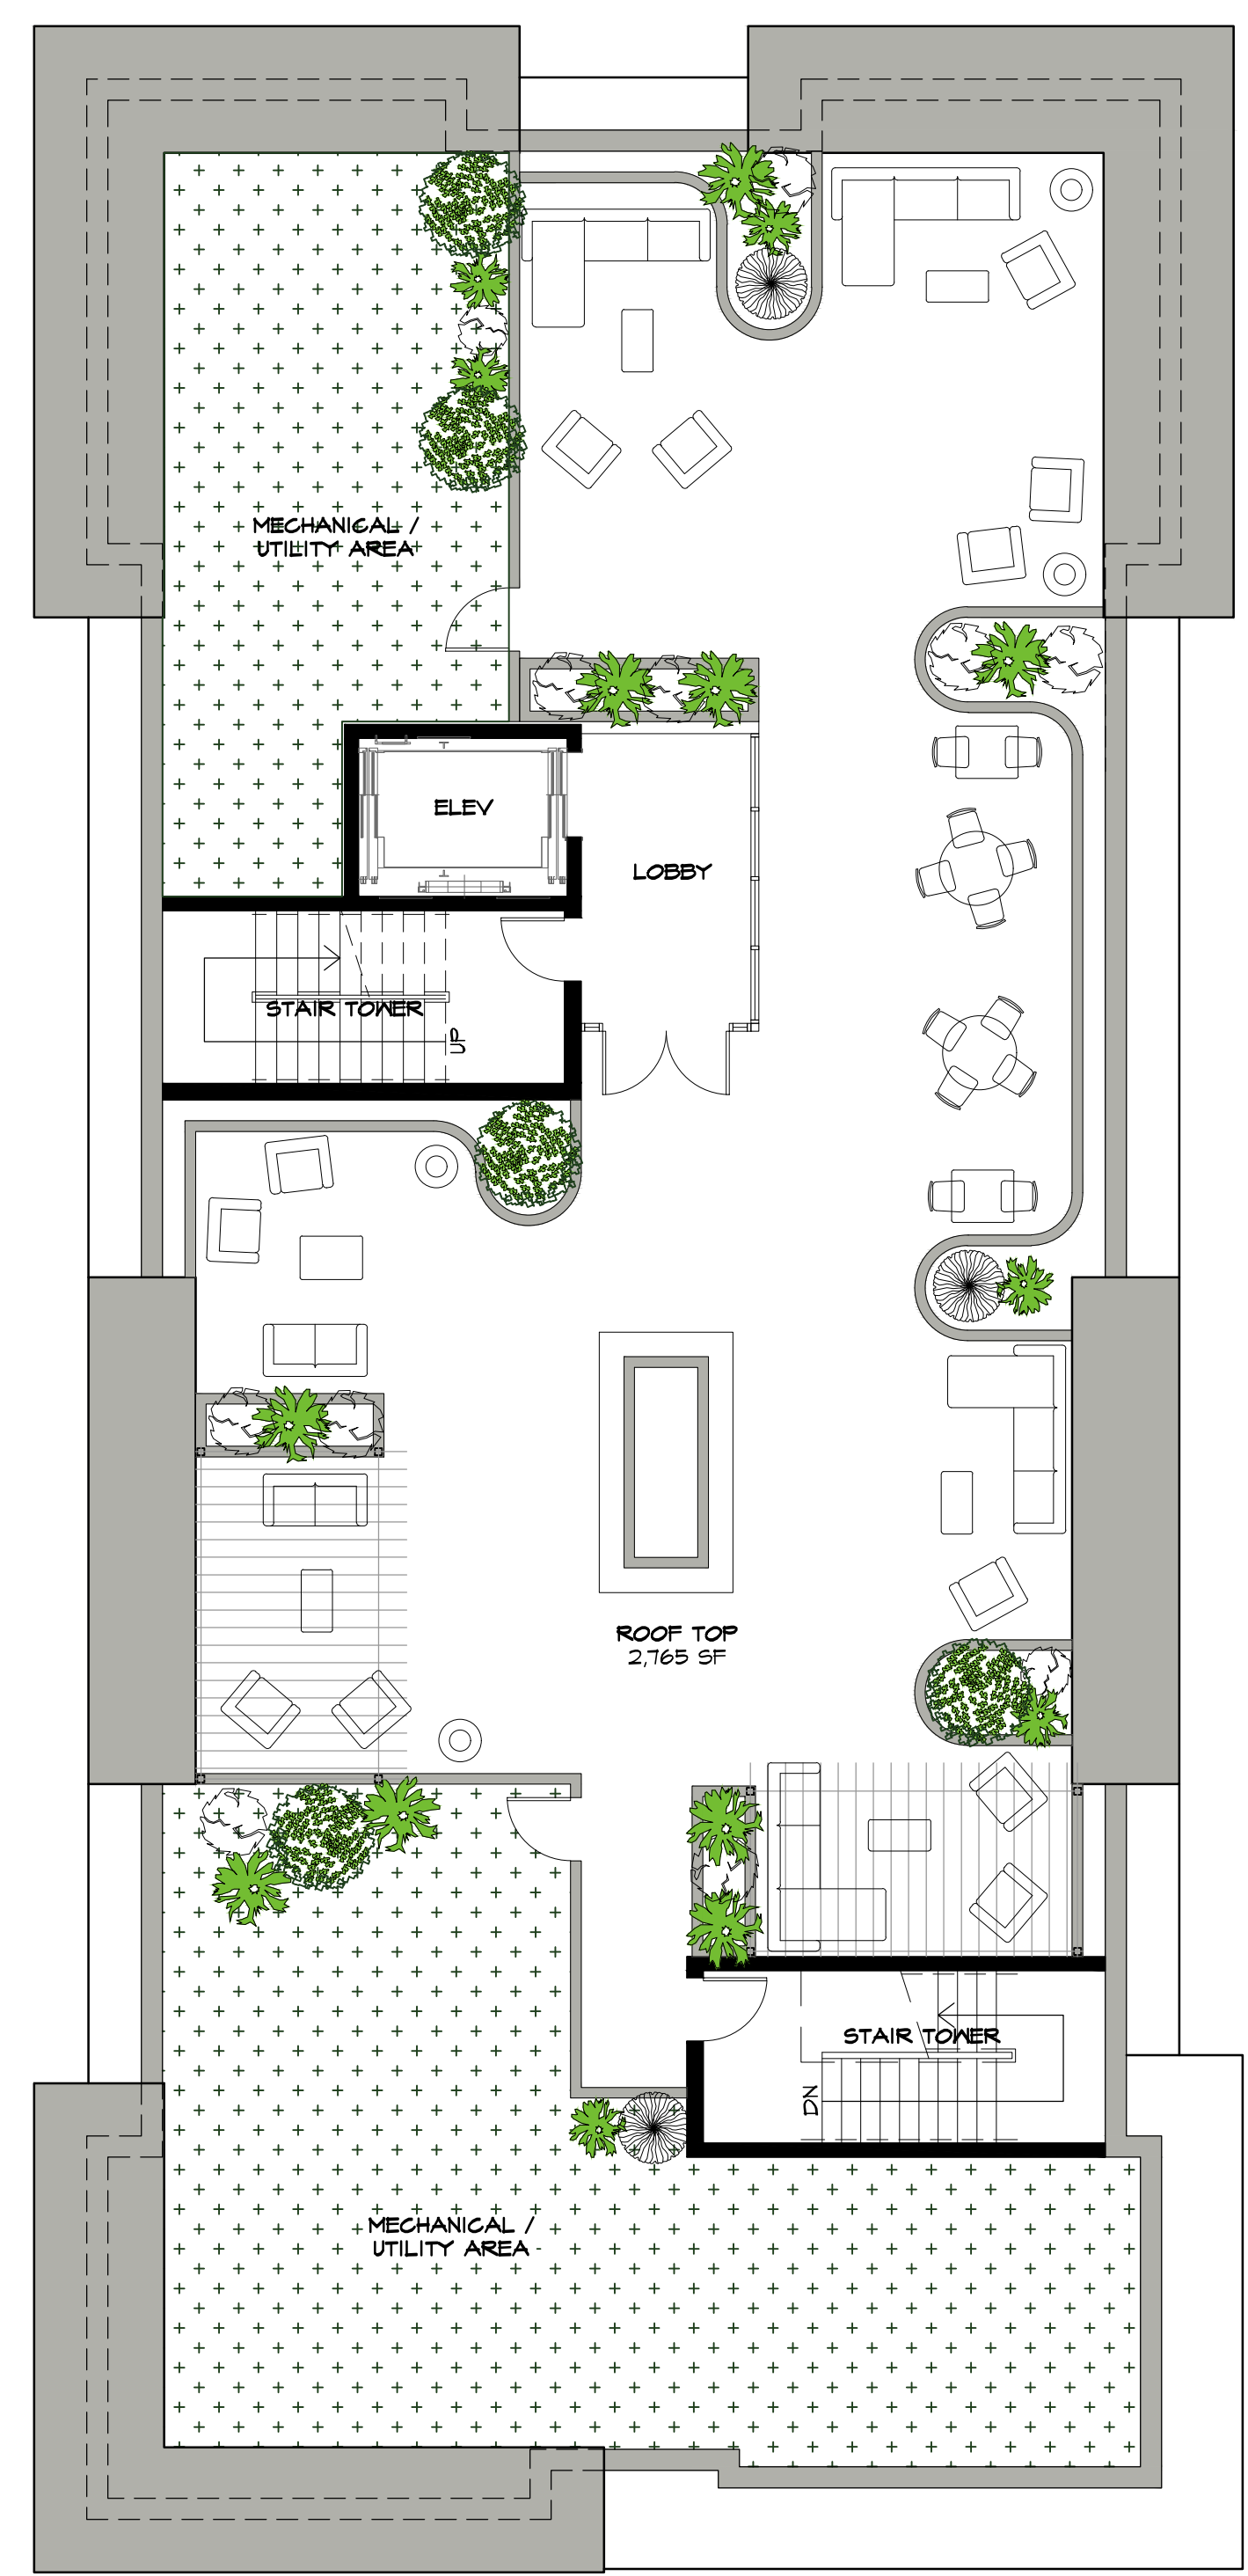 MECHANICAL /
UTILITY AREA
ELEV
LOBBY
STAIR TOWER
UP
ROOF TOP
2,765 SF
STAIR TOWER
DN
MECHANICAL /
UTILITY AREA